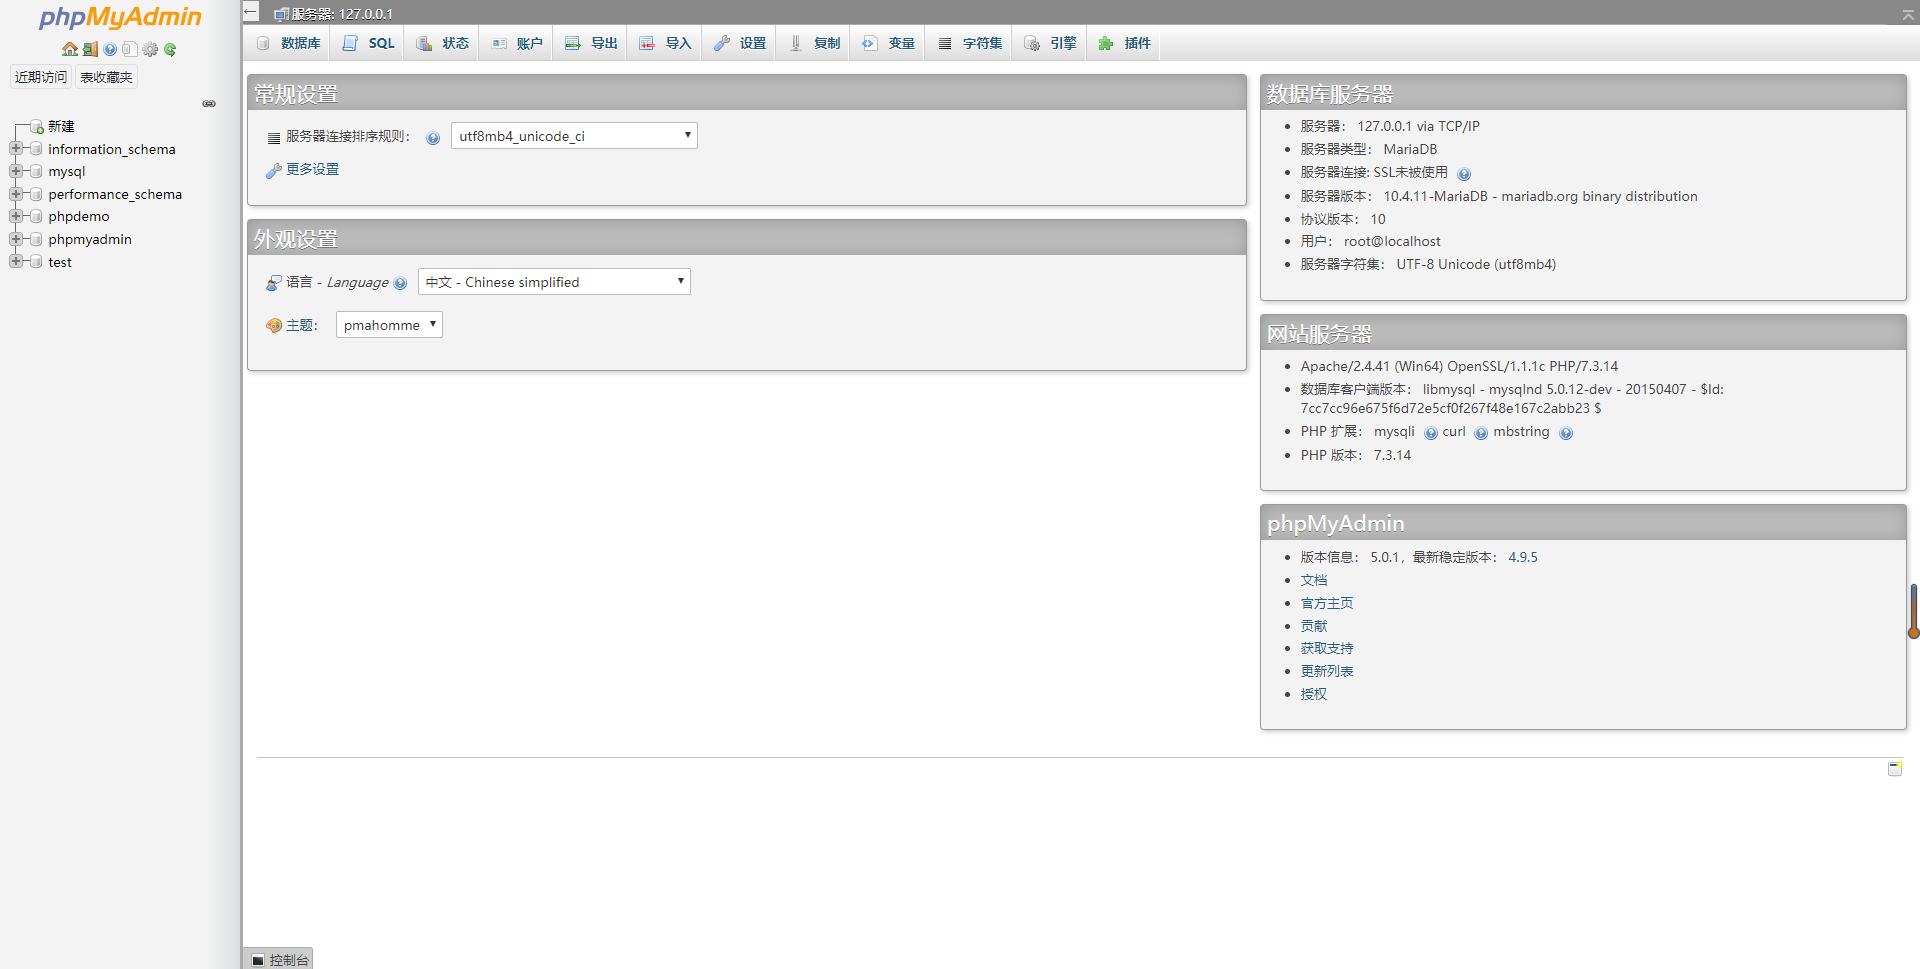 phpMyAdmin
近期访问 表收藏夹
新建
information_schema
mysql
performance_schema
phpdemo
phpmyadmin
test
服务器: 127.0.0.1
数据库 SQL 状态 账户 导出 导入 设置 复制 变量 字符集 引擎 插件
常规设置
服务器连接排序规则： utf8mb4_unicode_ci
更多设置
外观设置
语言 - Language 中文 - Chinese simplified
主题： pmahomme
数据库服务器
服务器： 127.0.0.1 via TCP/IP
服务器类型： MariaDB
服务器连接: SSL未被使用
服务器版本： 10.4.11-MariaDB - mariadb.org binary distribution
协议版本： 10
用户： root@localhost
服务器字符集： UTF-8 Unicode (utf8mb4)
网站服务器
Apache/2.4.41 (Win64) OpenSSL/1.1.1c PHP/7.3.14
数据库客户端版本： libmysql - mysqlnd 5.0.12-dev - 20150407 - $Id:
7cc7cc96e675f6d72e5cf0f267f48e167c2abb23 $
PHP 扩展： mysqli curl mbstring
PHP 版本： 7.3.14
phpMyAdmin
版本信息： 5.0.1，最新稳定版本： 4.9.5
文档
官方主页
贡献
获取支持
更新列表
授权
控制台